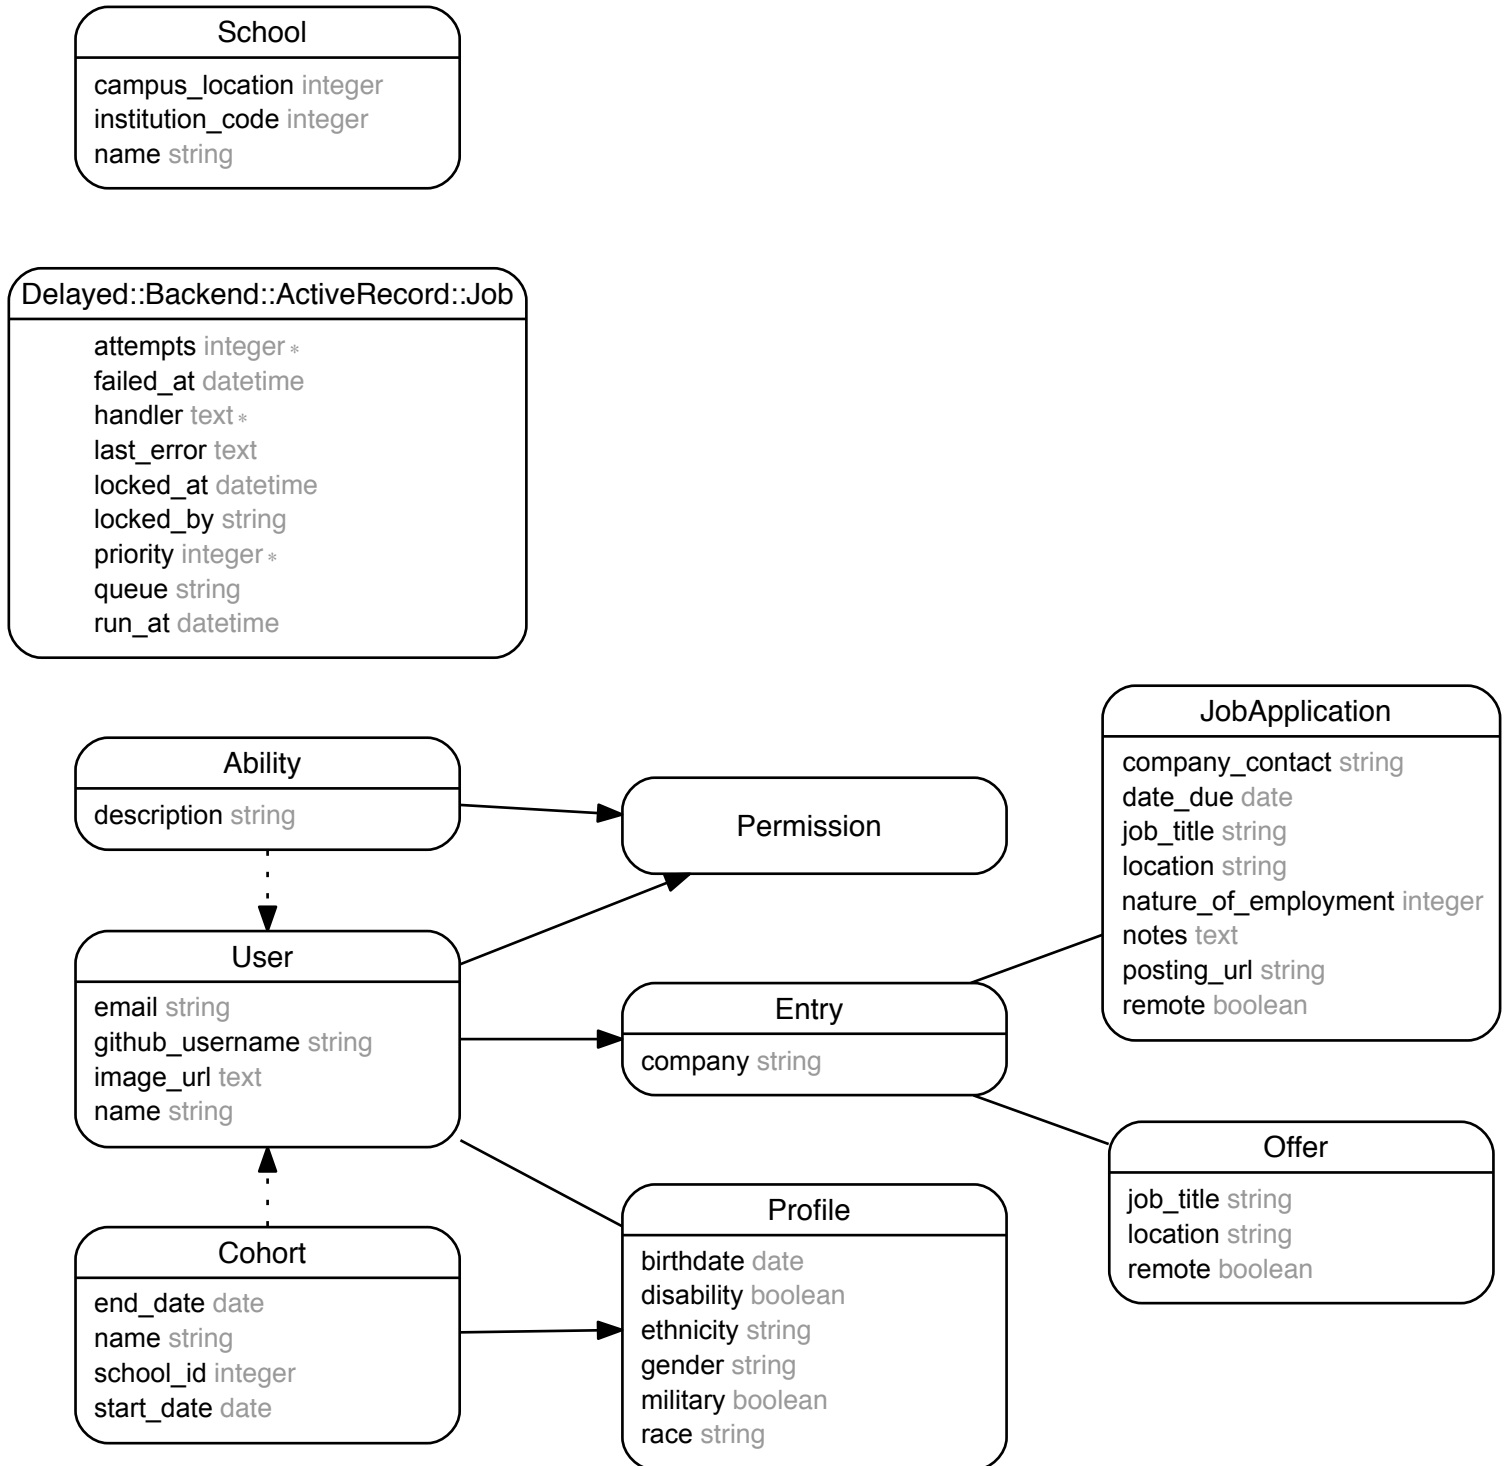 School
campus_location integer
institution_code integer
name string
Delayed::Backend::ActiveRecord::Job
attempts integer *
failed_at datetime
handler text *
last_error text
locked_at datetime
locked_by string
priority integer *
queue string
run_at datetime
Ability
description string
Permission
JobApplication
company_contact string
date_due date
job_title string
location string
nature_of_employment integer
notes text
posting_url string
remote boolean
User
email string
github_username string
image_url text
name string
Entry
company string
Offer
job_title string
location string
remote boolean
Cohort
end_date date
name string
school_id integer
start_date date
Profile
birthdate date
disability boolean
ethnicity string
gender string
military boolean
race string